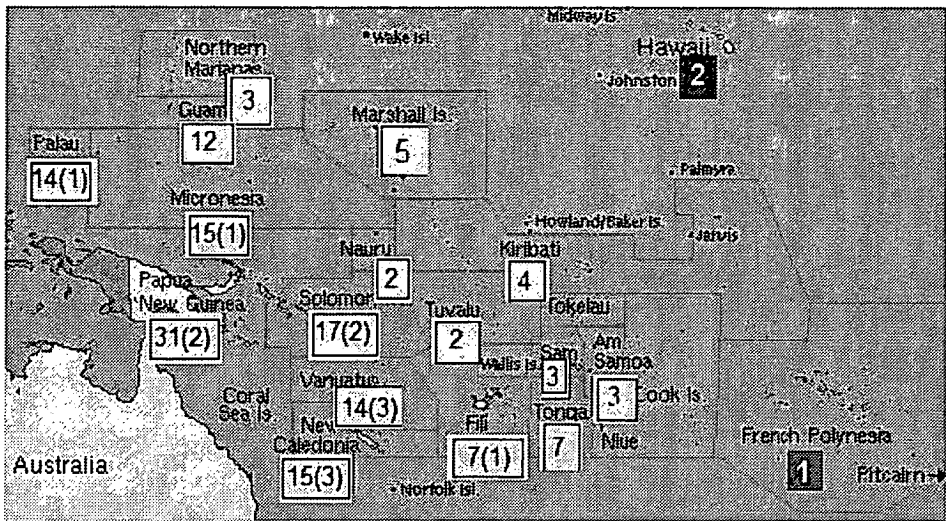 Midway Is.
Wake Isl.
Northern
Marianas
3
Hawaii
Johnston
2
Guam
12
Marshall Is.
5
Palau
14(1)
Palmyra
Micronesia
15(1)
Howland/Baker Is.
Jarvis
Nauru
2
Kiribati
4
Papua
New Guinea
31(2)
Solomon
17(2)
Tuvalu
2
Tokelau
Wallis Is.
Sam.
3
Am
Samoa
3
Cook Is.
Coral
Sea Is
Vanuatus
14(3)
New
Caledonia
15(3)
Fiji
7(1)
Tonga
7
Niue
French Polynesia
1
Pitcairn
Australia
Norfolk Isl.